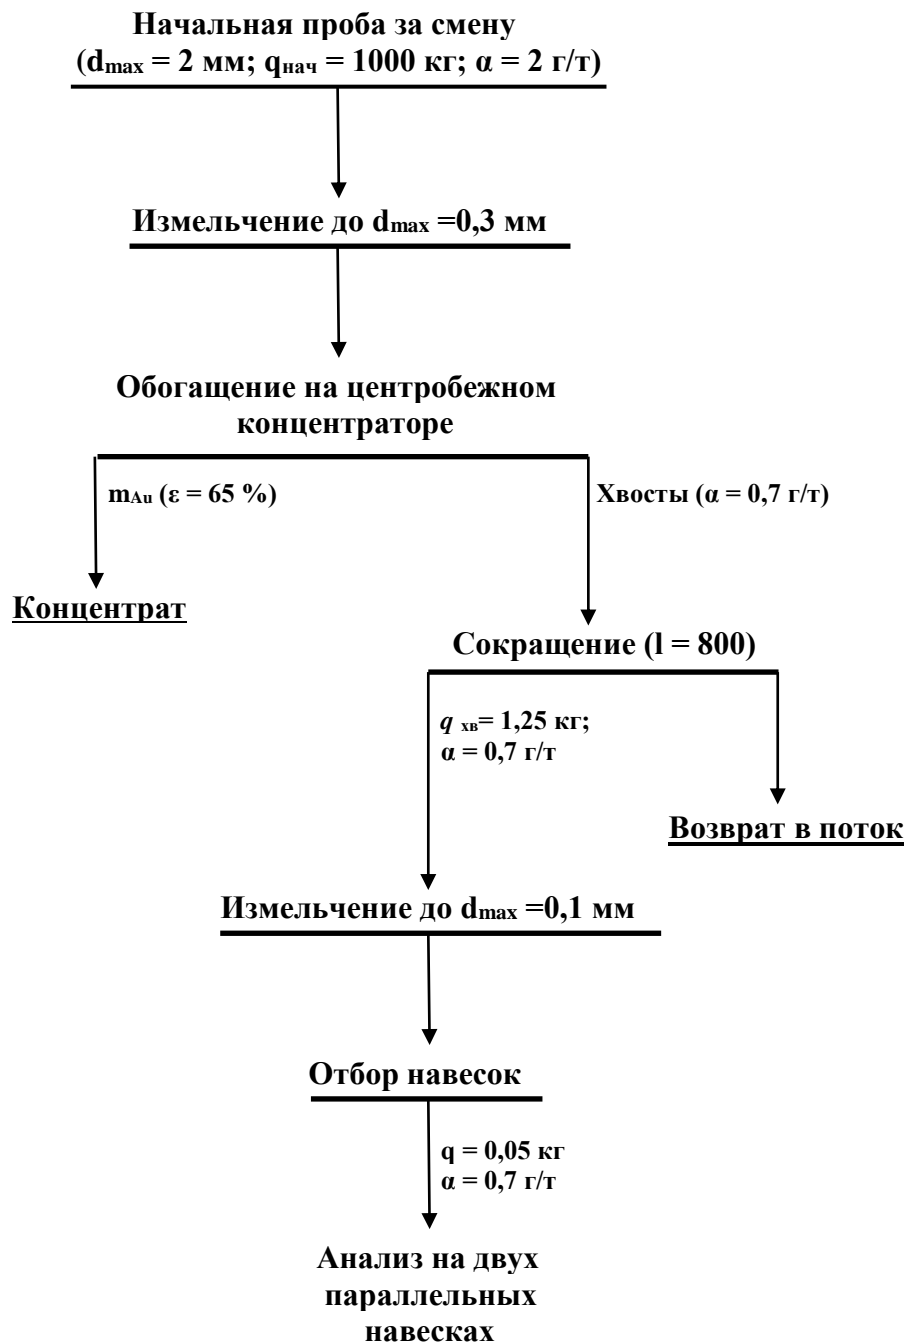 Начальная проба за смену
(dmax = 2 мм; qнач = 1000 кг; α = 2 г/т)
Измельчение до dmax =0,3 мм
Обогащение на центробежном
концентраторе
mAu (ε = 65 %)
Хвосты (α = 0,7 г/т)
Концентрат
Сокращение (l = 800)
q хв= 1,25 кг;
α = 0,7 г/т
Возврат в поток
Измельчение до dmax =0,1 мм
Отбор навесок
q = 0,05 кг
α = 0,7 г/т
Анализ на двух
параллельных
навесках